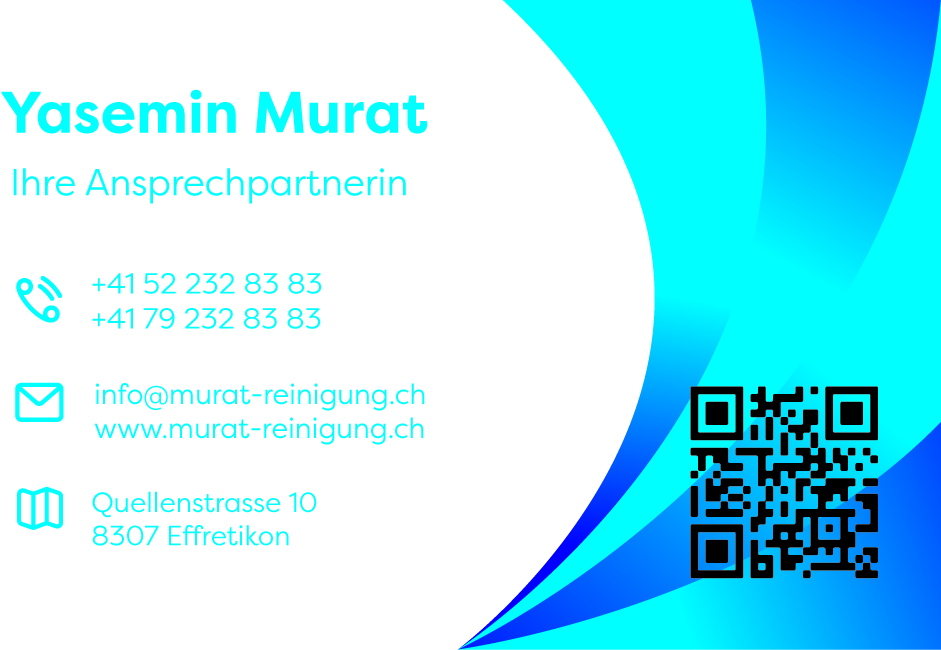 Yasemin Murat
Ihre Ansprechpartnerin
+41 52 232 83 83
+41 79 232 83 83
info@murat-reinigung.ch
www.murat-reinigung.ch
Quellenstrasse 10
8307 Effretikon